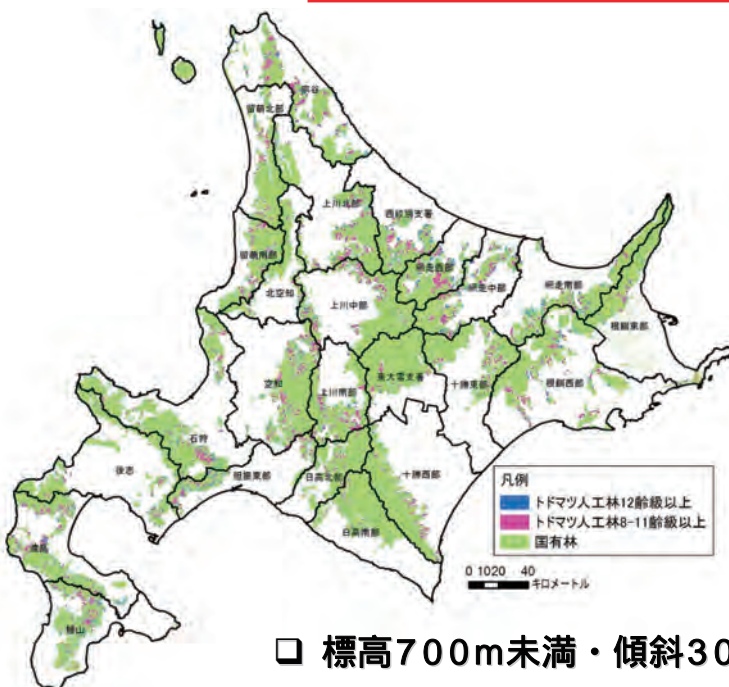 宗谷
留萌北部
上川北部
西紋別支署
網走西部
網走中部
網走南部
根釧東部
留萌南部
北空知
上川中部
空知
上川南部
東大雪支署
十勝東部
根釧西部
石狩
後志
胆振東部
日高北部
十勝西部
日高南部
渡島
檜山
凡例
トドマツ人工林12齢級以上
トドマツ人工林8-11齢級以上
国有林
0 1020 40
キロメートル
□ 標高700m未満・傾斜30